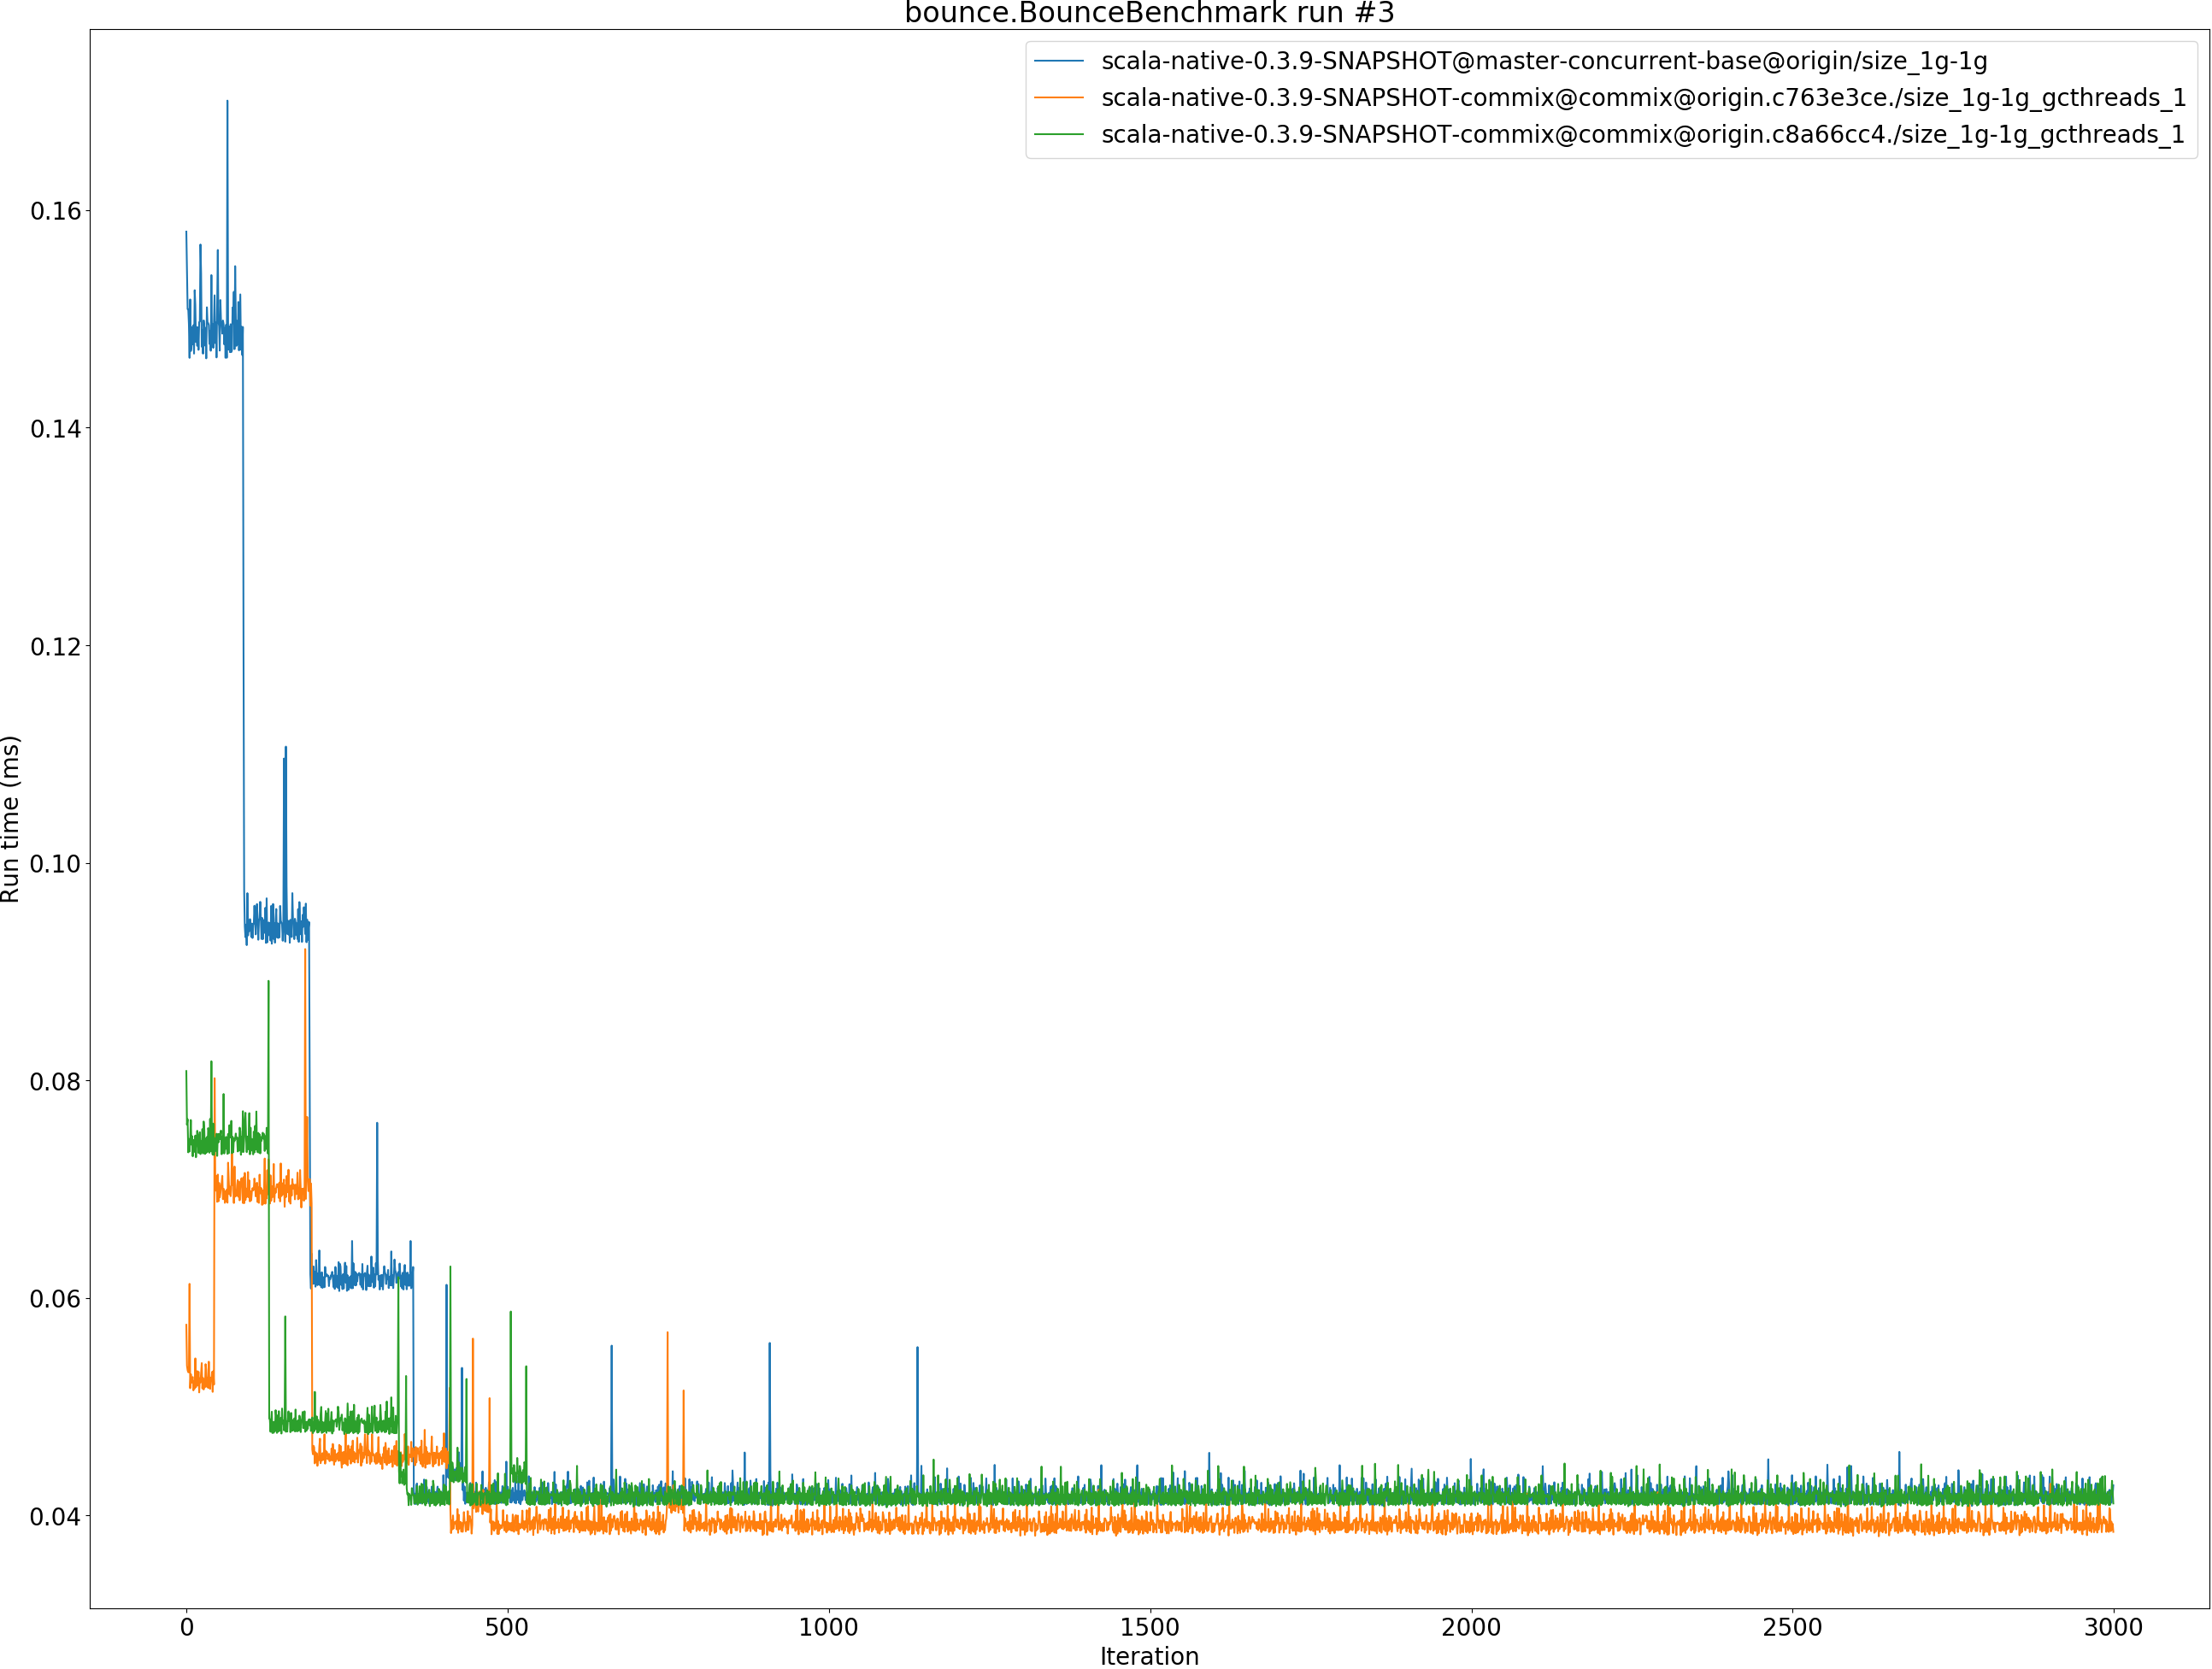 bounce.BounceBenchmark run #3
scala-native-0.3.9-SNAPSHOT@master-concurrent-base@origin/size_1g-1g
scala-native-0.3.9-SNAPSHOT-commix@commix@origin.c763e3ce./size_1g-1g_gcthreads_1
scala-native-0.3.9-SNAPSHOT-commix@commix@origin.c8a66cc4./size_1g-1g_gcthreads_1
0.16
0.14
0.12
0.10
0.08
0.06
0.04
Run time (ms)
0 500 1000 1500 2000 2500 3000
Iteration